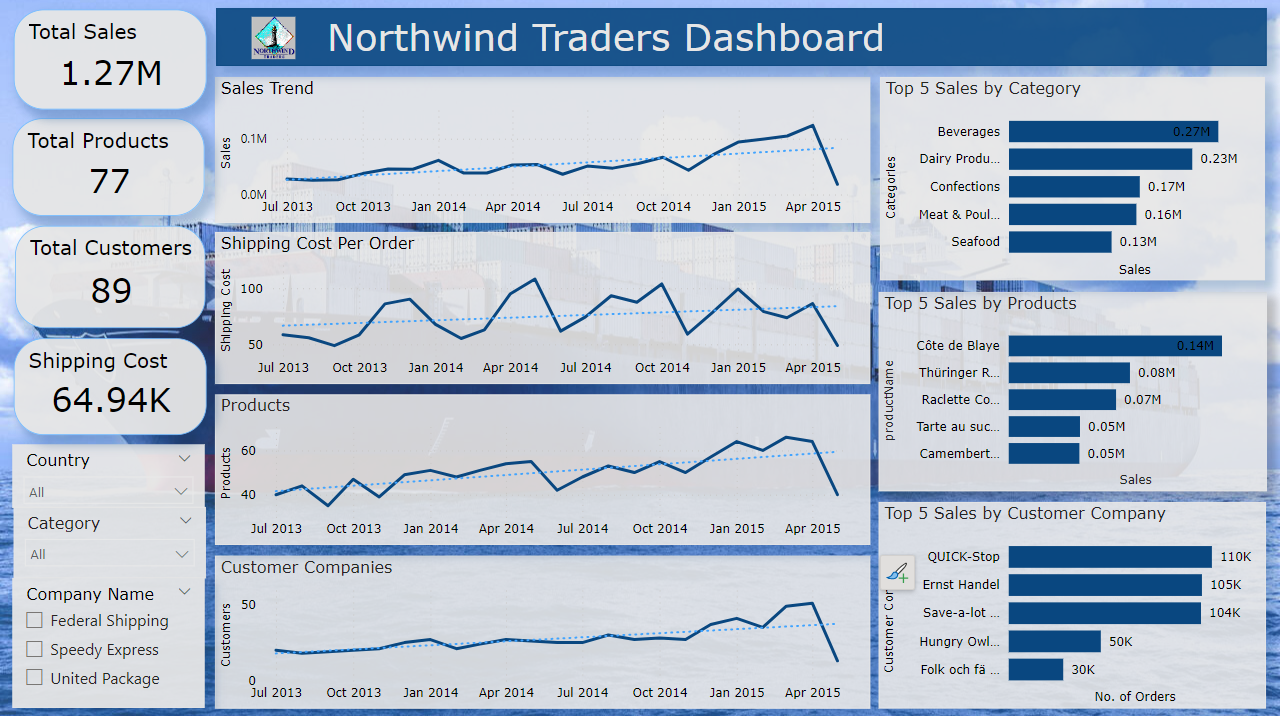 Total Sales
1.27M
Total Products
77
Total Customers
89
Shipping Cost
64.94K
Country
All
Category
All
Company Name
Federal Shipping
Speedy Express
United Package
NORTHWIND
TRADERS
Northwind Traders Dashboard
Sales Trend
Sales
0.1M
0.0M
Jul 2013 Oct 2013 Jan 2014 Apr 2014 Jul 2014 Oct 2014 Jan 2015 Apr 2015
Shipping Cost Per Order
Shipping Cost
100
50
Jul 2013 Oct 2013 Jan 2014 Apr 2014 Jul 2014 Oct 2014 Jan 2015 Apr 2015
Products
Products
60
40
Jul 2013 Oct 2013 Jan 2014 Apr 2014 Jul 2014 Oct 2014 Jan 2015 Apr 2015
Customer Companies
Customers
50
0
Jul 2013 Oct 2013 Jan 2014 Apr 2014 Jul 2014 Oct 2014 Jan 2015 Apr 2015
Top 5 Sales by Category
Categories
Beverages 0.27M
Dairy Produ... 0.23M
Confections 0.17M
Meat & Poul... 0.16M
Seafood 0.13M
Sales
Top 5 Sales by Products
productName
Côte de Blaye 0.14M
Thüringer R... 0.08M
Raclette Co... 0.07M
Tarte au suc... 0.05M
Camembert... 0.05M
Sales
Top 5 Sales by Customer Company
Customer Cor
QUICK-Stop 110K
Ernst Handel 105K
Save-a-lot ... 104K
Hungry Owl... 50K
Folk och fä ... 30K
No. of Orders